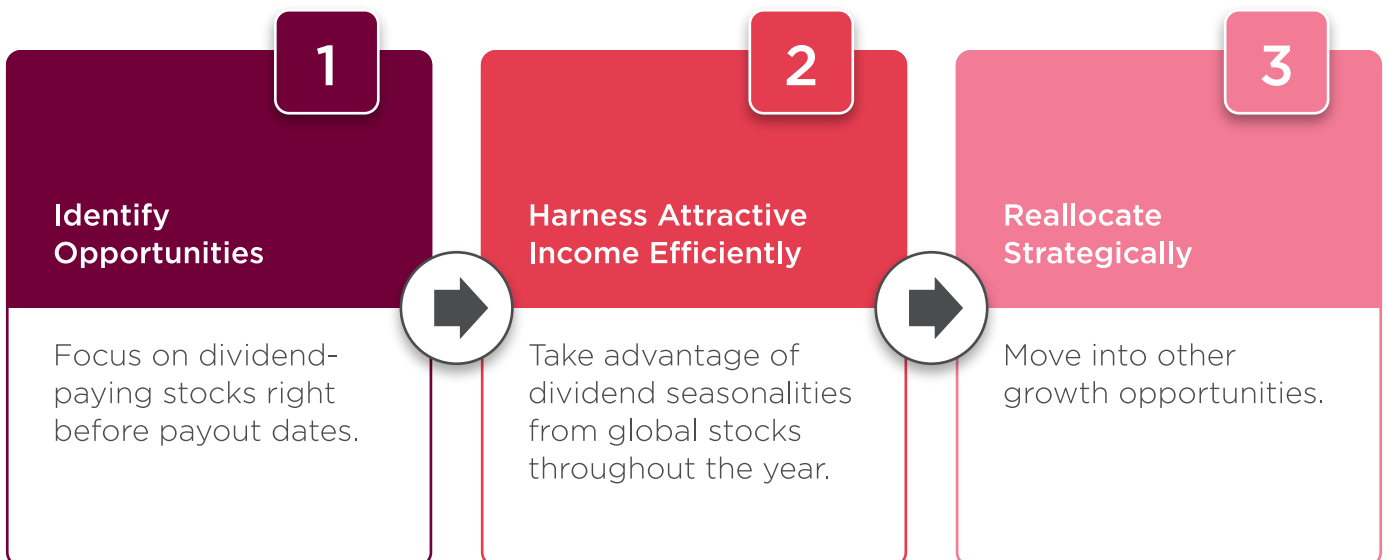 1
Identify
Opportunities
Focus on dividend-
paying stocks right
before payout dates.
2
Harness Attractive
Income Efficiently
Take advantage of
dividend seasonalities
from global stocks
throughout the year.
3
Reallocate
Strategically
Move into other
growth opportunities.